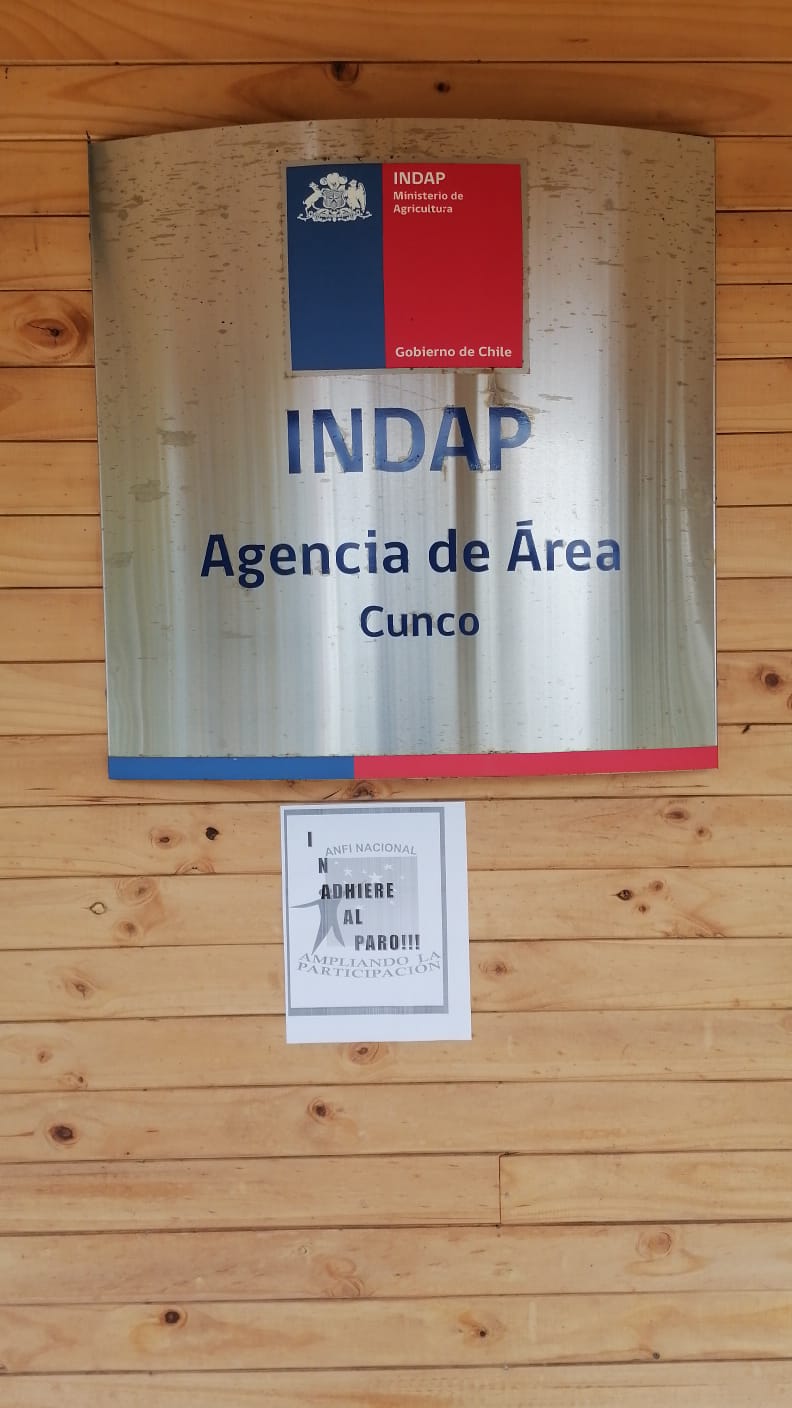 INDAP
Ministerio de
Agricultura
Gobierno de Chile
INDAP
Agencia de Área
Cunco
I
ANFI NACIONAL
N
ADHIERE
AL
PARO!!!
AMPLIANDO LA
PARTICIPACIÓN